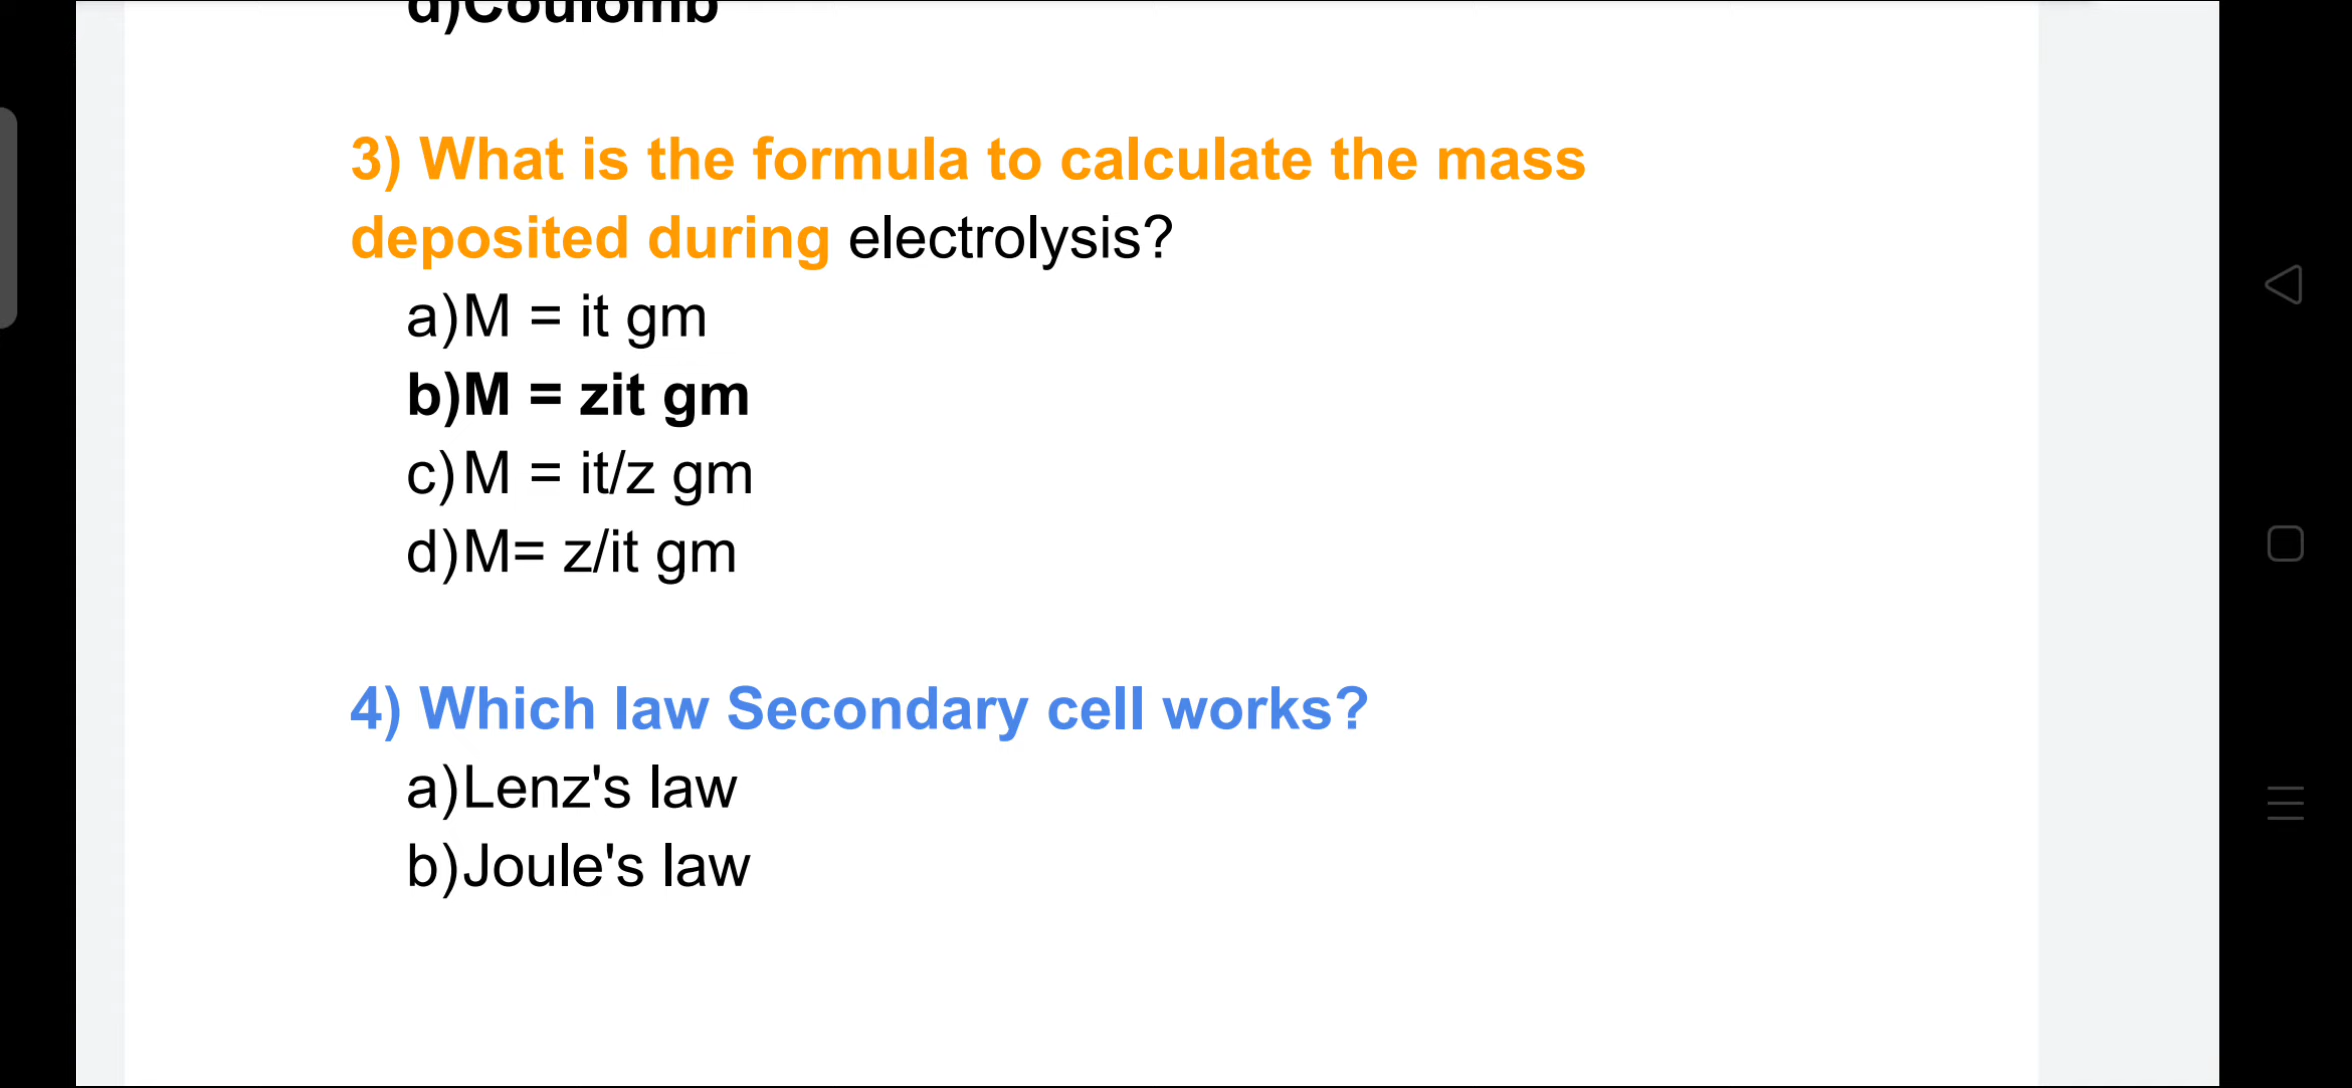 d)Coulomb
3) What is the formula to calculate the mass
deposited during electrolysis?
a)M = it gm
b)M = zit gm
c)M = it/z gm
d)M= z/it gm
4) Which law Secondary cell works?
a)Lenz's law
b)Joule's law